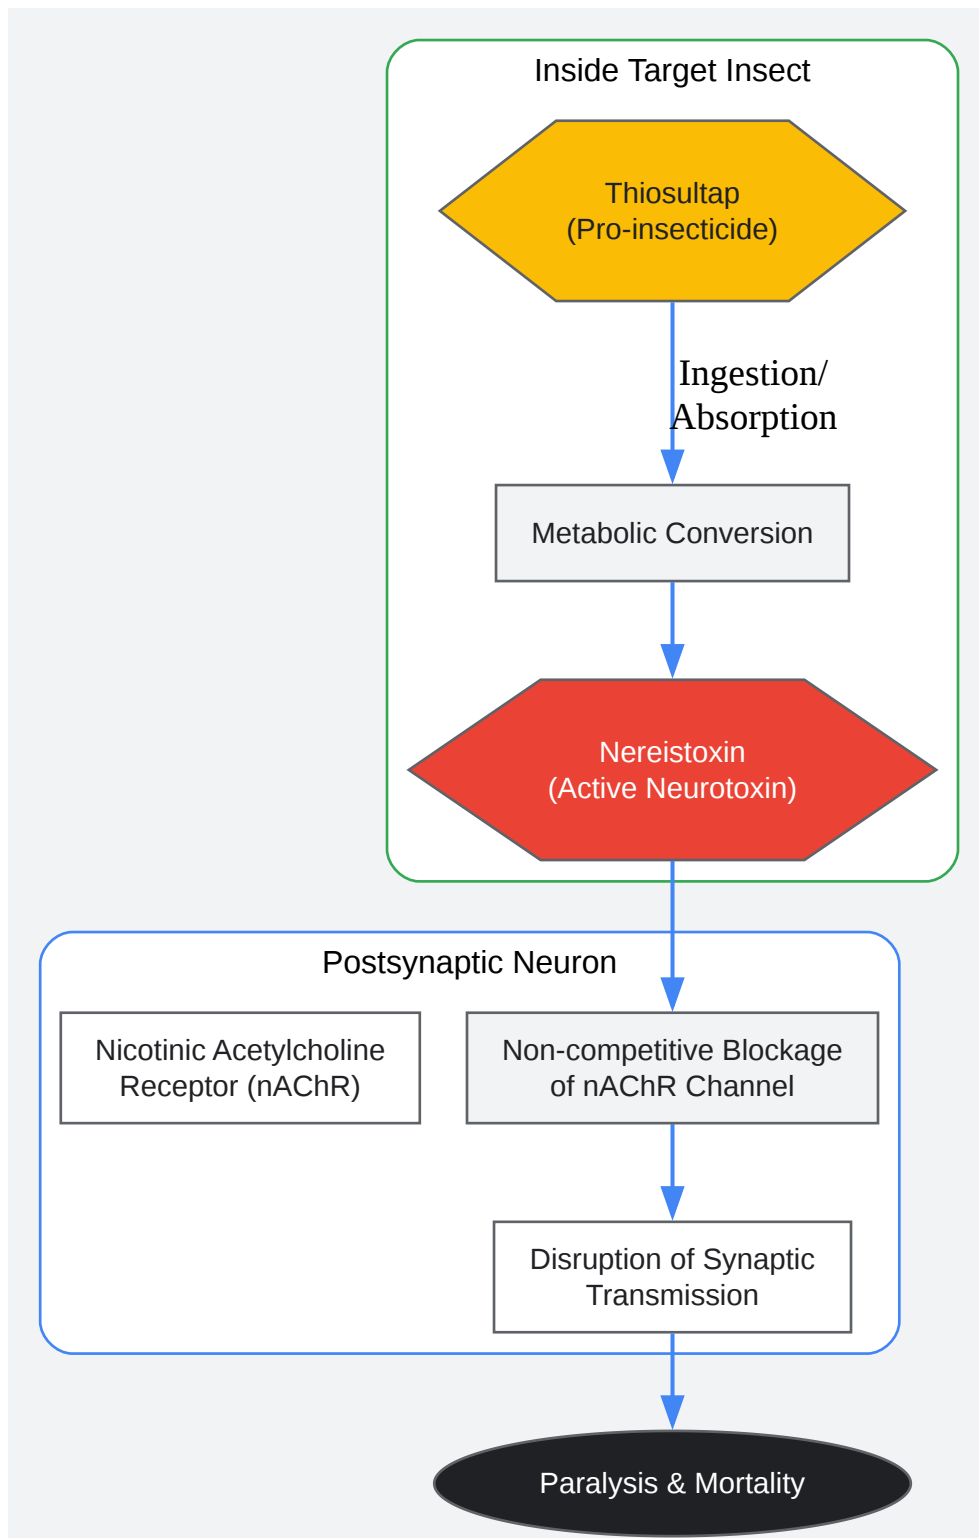 Inside Target Insect
Thiosultap
(Pro-insecticide)
Ingestion/
Absorption
Metabolic Conversion
Nereistoxin
(Active Neurotoxin)
Postsynaptic Neuron
Nicotinic Acetylcholine
Receptor (nAChR)
Non-competitive Blockage
of nAChR Channel
Disruption of Synaptic
Transmission
Paralysis & Mortality